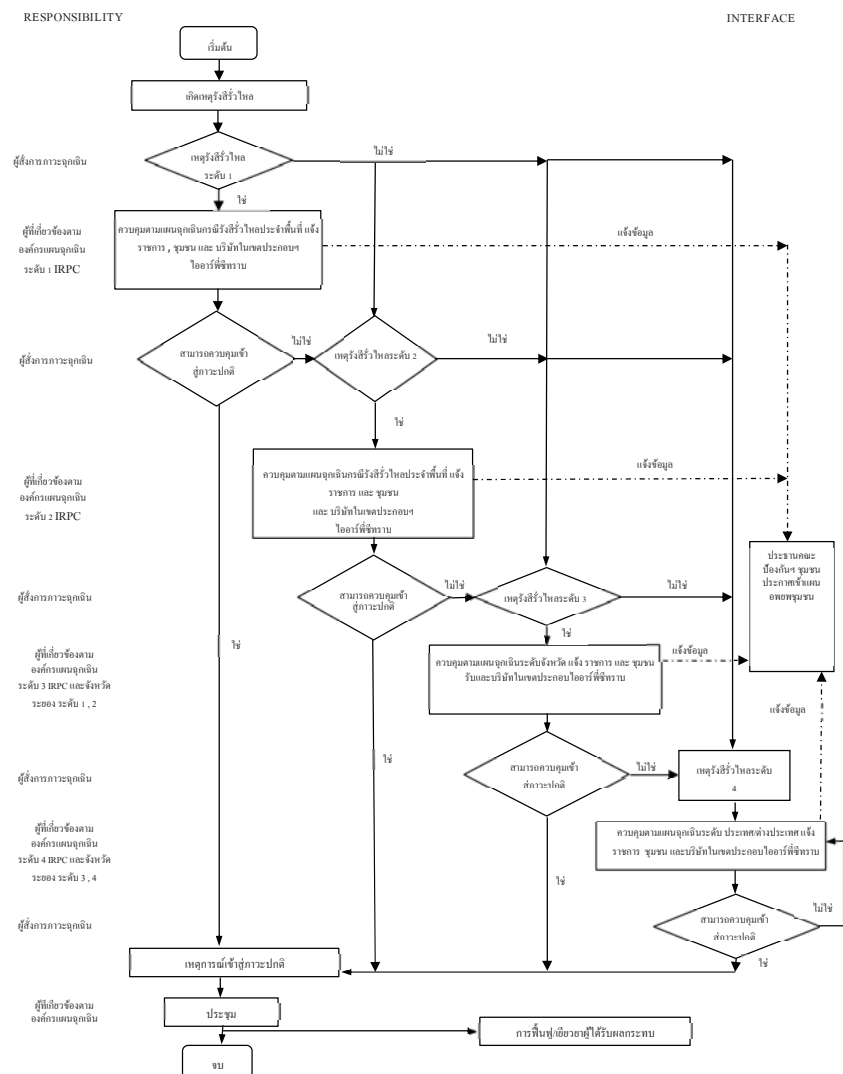 RESPONSIBILITY
INTERFACE
เริ่มต้น
เกิดเหตุรังสีรั่วไหล
ผู้สั่งการภาวะฉุกเฉิน
เหตุรังสีรั่วไหล
ระดับ 1
ไม่ใช่
ใช่
ผู้ที่เกี่ยวข้องตาม
องค์กรแผนฉุกเฉิน
ระดับ 1 IRPC
ควบคุมตามแผนฉุกเฉินกรณีรังสีรั่วไหลประจำพื้นที่ แจ้ง
ราชการ , ชุมชน และ บริษัทในเขตประกอบฯ
ไออาร์พีซีทราบ
แจ้งข้อมูล
ผู้สั่งการภาวะฉุกเฉิน
สามารถควบคุมเข้า
สู่ภาวะปกติ
ไม่ใช่
เหตุรังสีรั่วไหลระดับ 2
ไม่ใช่
ใช่
ผู้ที่เกี่ยวข้องตาม
องค์กรแผนฉุกเฉิน
ระดับ 2 IRPC
ควบคุมตามแผนฉุกเฉินกรณีรังสีรั่วไหลประจำพื้นที่ แจ้ง
ราชการ และ ชุมชน
และ บริษัทในเขตประกอบฯ
ไออาร์พีซีทราบ
แจ้งข้อมูล
ประธานคณะ
ป้องกันฯ ชุมชน
ประกาศเข้าแผน
อพยพชุมชน
ผู้สั่งการภาวะฉุกเฉิน
สามารถควบคุมเข้า
สู่ภาวะปกติ
ไม่ใช่
เหตุรังสีรั่วไหลระดับ 3
ไม่ใช่
ใช่
ใช่
ผู้ที่เกี่ยวข้องตาม
องค์กรแผนฉุกเฉิน
ระดับ 3 IRPC และจังหวัด
ระยอง ระดับ 1 , 2
ควบคุมตามแผนฉุกเฉินระดับจังหวัด แจ้ง ราชการ และ ชุมชน
รับและบริษัทในเขตประกอบไออาร์พีซีทราบ
แจ้งข้อมูล
แจ้งข้อมูล
ผู้สั่งการภาวะฉุกเฉิน
ใช่
สามารถควบคุมเข้า
สู่ภาวะปกติ
ไม่ใช่
เหตุรังสีรั่วไหลระดับ
4
ผู้ที่เกี่ยวข้องตาม
องค์กรแผนฉุกเฉิน
ระดับ 4 IRPC และจังหวัด
ระยอง ระดับ 3 , 4
ควบคุมตามแผนฉุกเฉินระดับ ประเทศ/ต่างประเทศ แจ้ง
ราชการ ชุมชน และบริษัทในเขตประกอบไออาร์พีซีทราบ
ใช่
ผู้สั่งการภาวะฉุกเฉิน
สามารถควบคุมเข้า
สู่ภาวะปกติ
ไม่ใช่
ใช่
เหตุการณ์เข้าสู่ภาวะปกติ
ผู้ที่เกี่ยวข้องตาม
องค์กรแผนฉุกเฉิน
ประชุม
การฟื้นฟู/เยียวยาผู้ได้รับผลกระทบ
จบ